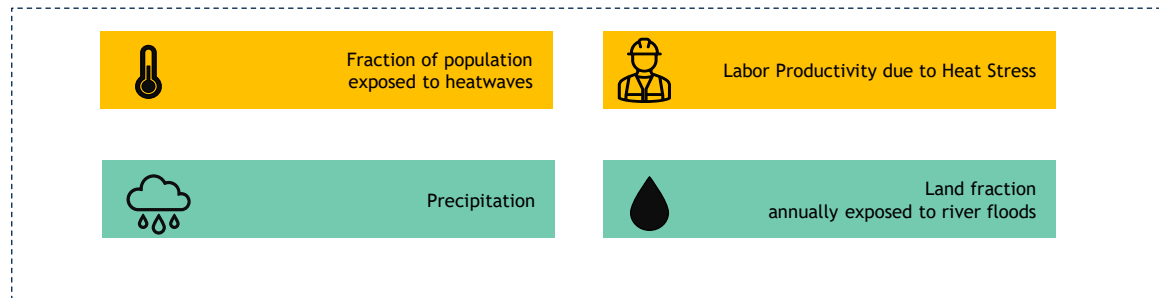 Fraction of population
exposed to heatwaves
Labor Productivity due to Heat Stress
Precipitation
Land fraction
annually exposed to river floods